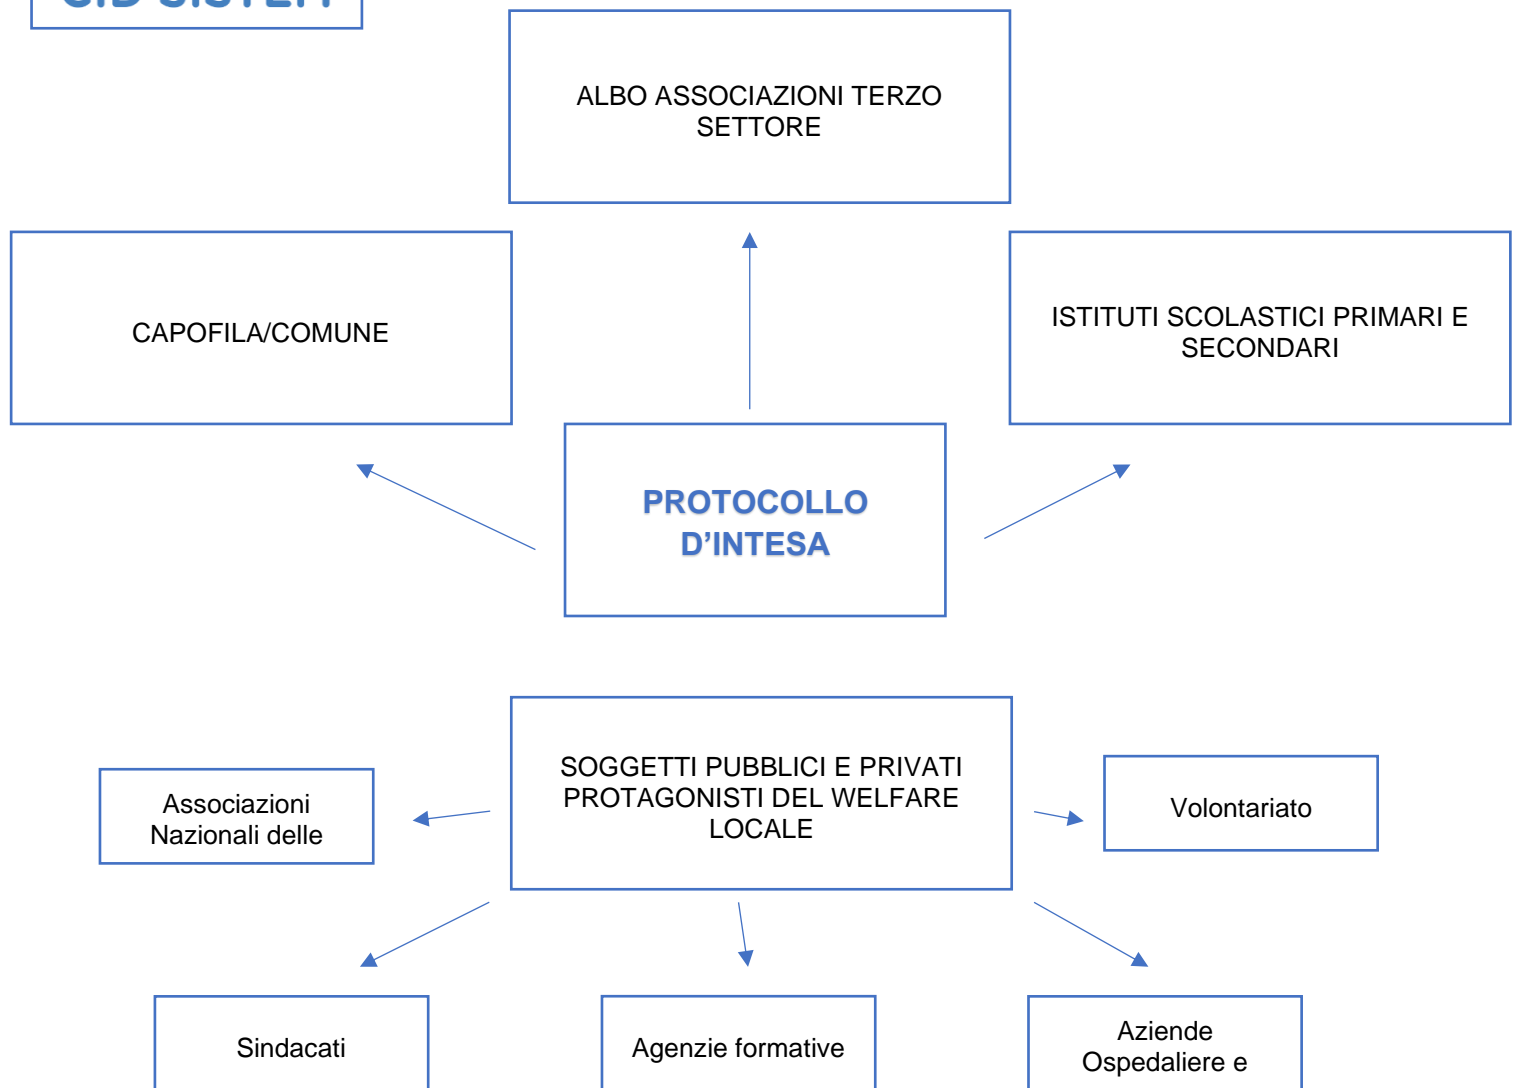 ALBO ASSOCIAZIONI TERZO
SETTORE
CAPOFILA/COMUNE
ISTITUTI SCOLASTICI PRIMARI E
SECONDARI
PROTOCOLLO
D’INTESA
SOGGETTI PUBBLICI E PRIVATI
PROTAGONISTI DEL WELFARE
LOCALE
Associazioni
Nazionali delle
Volontariato
Sindacati
Agenzie formative
Aziende
Ospedaliere e